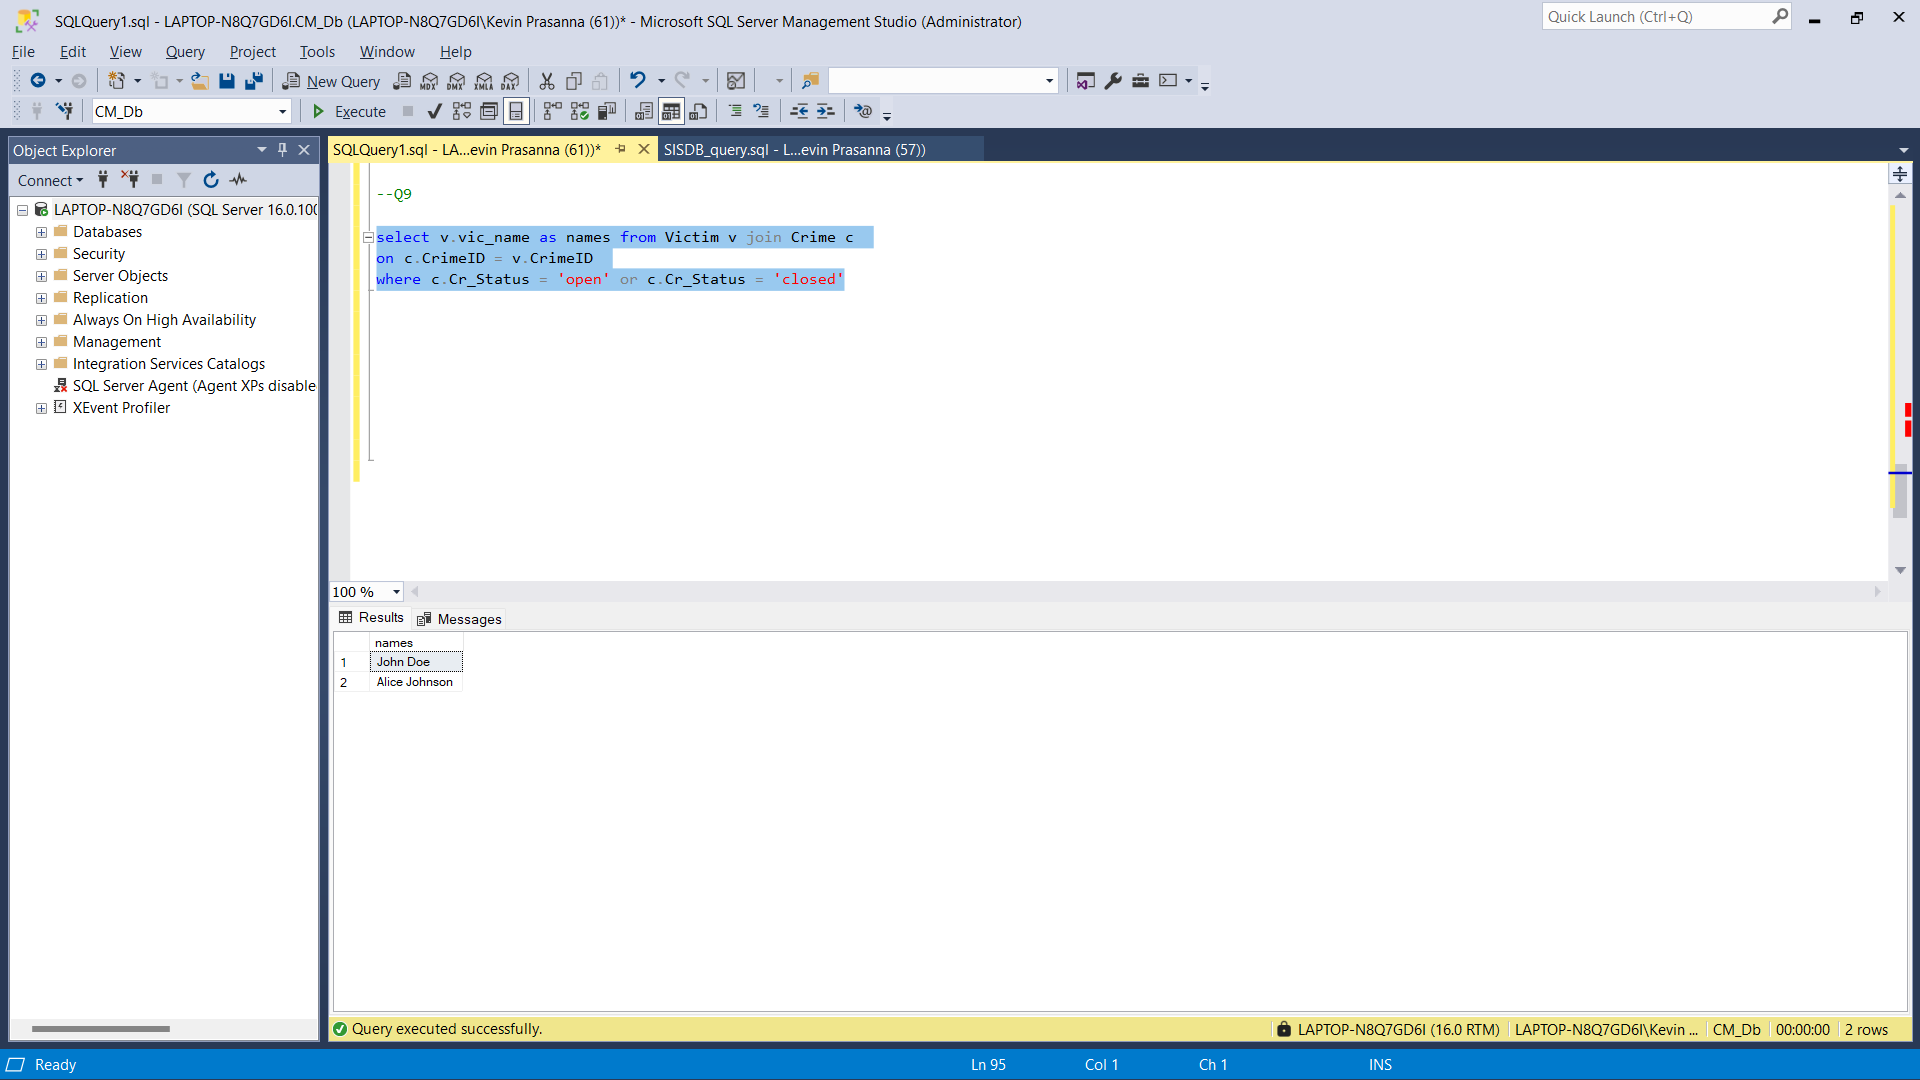 SQLQuery1.sql - LAPTOP-N8Q7GD6I.CM_Db (LAPTOP-N8Q7GD6I\Kevin Prasanna (61))* - Microsoft SQL Server Management Studio (Administrator)
Quick Launch (Ctrl+Q)
File Edit View Query Project Tools Window Help
New Query MDX DMX XMLA DAX
CM_Db Execute
Object Explorer
SQLQuery1.sql - LA...evin Prasanna (61))* SISDB_query.sql - L...evin Prasanna (57))
Connect
LAPTOP-N8Q7GD6I (SQL Server 16.0.100
Databases
Security
Server Objects
Replication
Always On High Availability
Management
Integration Services Catalogs
SQL Server Agent (Agent XPs disable
XEvent Profiler
--Q9
select v.vic_name as names from Victim v join Crime c
on c.CrimeID = v.CrimeID
where c.Cr_Status = 'open' or c.Cr_Status = 'closed'
100 %
Results Messages
names
1 John Doe
2 Alice Johnson
Query executed successfully. LAPTOP-N8Q7GD6I (16.0 RTM) LAPTOP-N8Q7GD6I\Kevin ... CM_Db 00:00:00 2 rows
Ready Ln 95 Col 1 Ch 1 INS